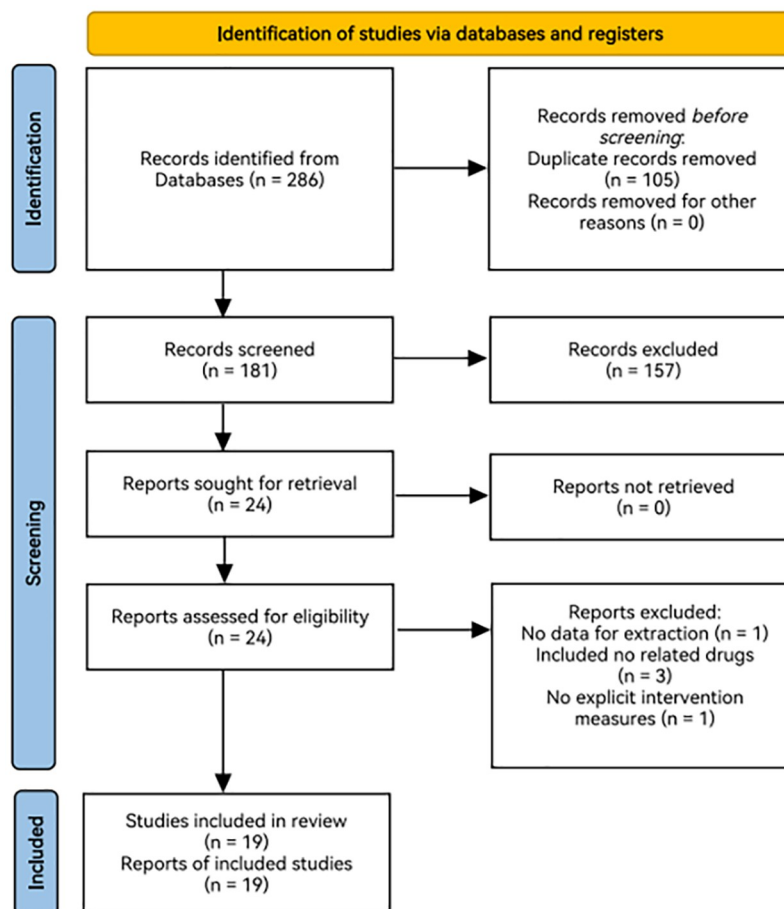 Identification of studies via databases and registers
Identification
Records identified from
Databases (n = 286)
Records removed before
screening:
Duplicate records removed
(n = 105)
Records removed for other
reasons (n = 0)
Screening
Records screened
(n = 181)
Records excluded
(n = 157)
Reports sought for retrieval
(n = 24)
Reports not retrieved
(n = 0)
Reports assessed for eligibility
(n = 24)
Reports excluded:
No data for extraction (n = 1)
Included no related drugs
(n = 3)
No explicit intervention
measures (n = 1)
Included
Studies included in review
(n = 19)
Reports of included studies
(n = 19)